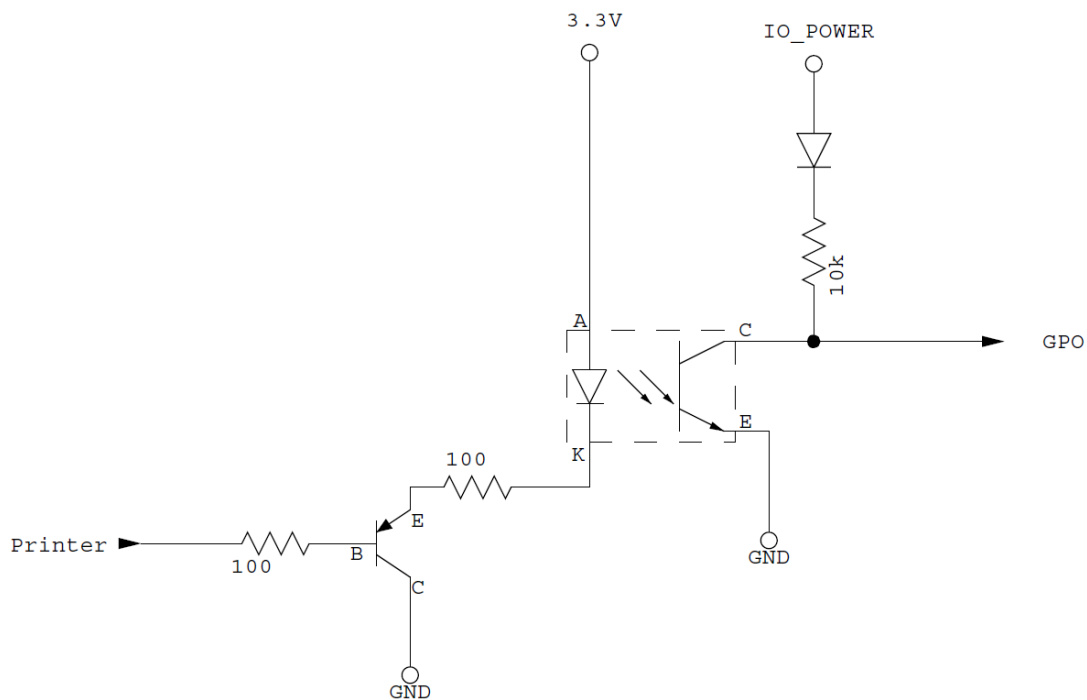 3.3V
IO_POWER
10k
A
C
GPO
E
K
100
E
Printer
B
100
C
GND
GND